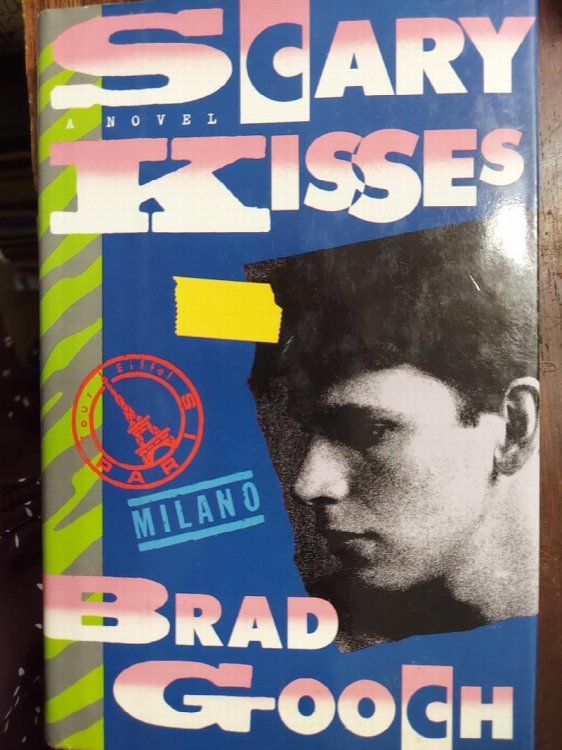 SCARY
A NOVEL
KISSES
Tour Eiffel
PARIS
MILANO
BRAD
GOOCH